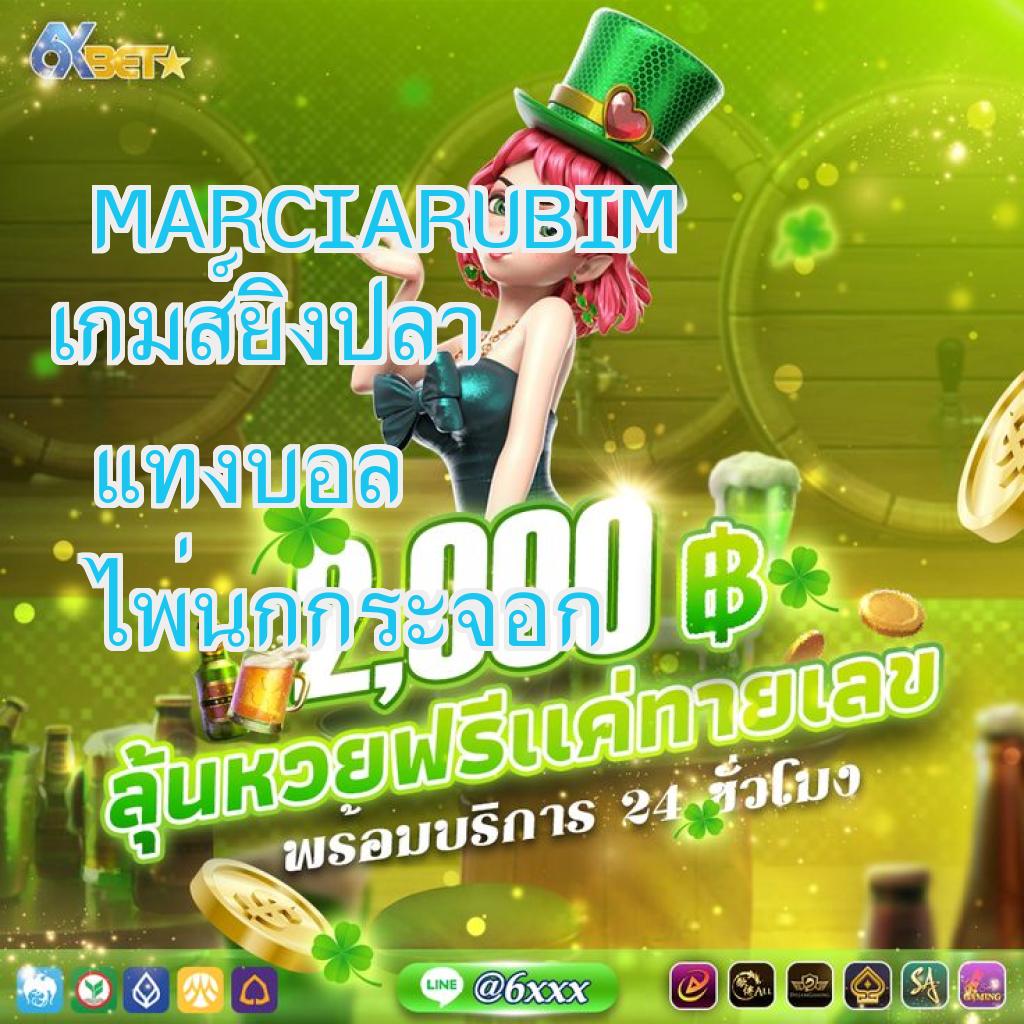 6XBET
MARCIARUBIM
เกมส์ยิงปลา
แทงบอล
2,000 ฿
ไพ่นกกระจอก
ลุ้นหวยฟรีแค่ทายเลข
พร้อมบริการ 24 ชั่วโมง
LINE @6xxx
ALL
SA
GAMING